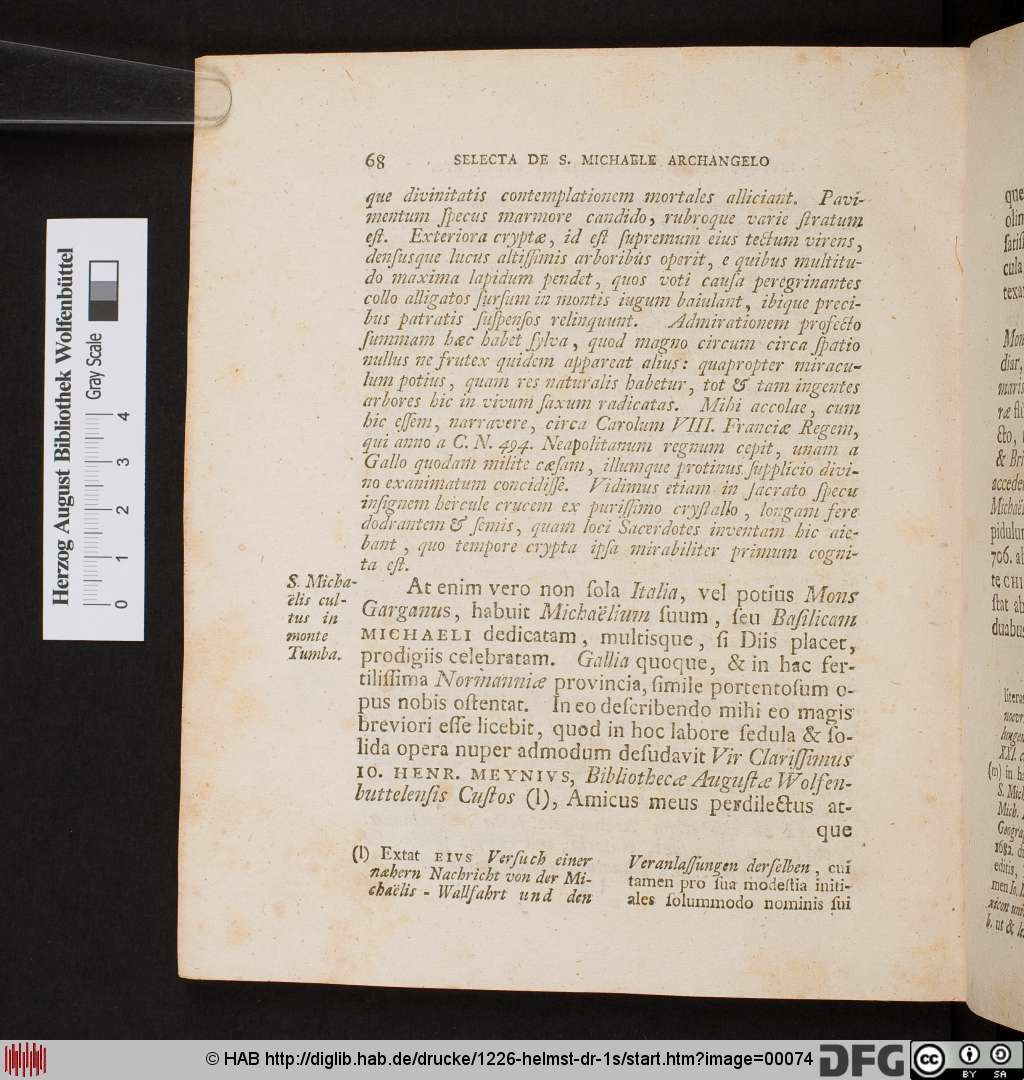 68 SELECTA DE S. MICHAËLE ARCHANGELO
que divinitatis contemplationem mortales alliciant. Pavi-
mentum ſpecus marmore candido, rubroque varie ſtratum
eſt. Exteriora cryptæ, id eſt ſupremum eius tectum virens,
denſusque lucus altiſſimis arboribus operit, e quibus multitu-
do maxima lapidum pendet, quos voti cauſa peregrinantes
collo alligatos ſurſum in montis iugum baiulant, ibique preci-
bus patratis ſuſpenſos relinquunt. Admirationem profecto
ſummam hæc habet ſylva, quod magno circum circa ſpatio
nullus ne frutex quidem appareat alius: quapropter miracu-
lum potius, quam res naturalis habetur, tot & tam ingentes
arbores hic in vivum ſaxum radicatas. Mihi accolae, cum
hic eſſem, narravere, circa Carolum VIII. Franciæ Regem,
qui anno a C. N. 494. Neapolitanum regnum cepit, unam a
Gallo quodam milite cæſam, illumque protinus ſupplicio divi-
no exanimatum concidiſſe. Vidimus etiam in ſacrato ſpecu
inſignem hercule crucem ex puriſſimo cryſtallo, longam fere
dodrantem & ſemis, quam loci Sacerdotes inventam hic aie-
bant, quo tempore crypta ipſa mirabiliter primum cogni-
ta eſt.
S. Micha-
ëlis cul-
tus in
monte
Tumba.
At enim vero non ſola Italia, vel potius Mons
Garganus, habuit Michaëlium ſuum, ſeu Baſilicam
MICHAELI dedicatam, multisque, ſi Diis placet,
prodigiis celebratam. Gallia quoque, & in hac fer-
tiliſſima Normanniæ provincia, ſimile portentoſum o-
pus nobis oſtentat. In eo deſcribendo mihi eo magis
breviori eſſe licebit, quod in hoc labore ſedula & ſo-
lida opera nuper admodum deſudavit Vir Clariſſimus
IO. HENR. MEYNIVS, Bibliothecæ Auguſtæ Wolfen-
buttelenſis Cuſtos (l), Amicus meus perdilectus at-
que
(l) Extat EIVS Verſuch einer
næhern Nachricht von der Mi-
chaëlis - Wallfahrt und den
Veranlaſſungen derſelben, cui
tamen pro ſua modeſtia initi-
ales ſolummodo nominis ſui
Herzog August Bibliothek Wolfenbüttel
Gray Scale
0 1 2 3 4
© HAB http://diglib.hab.de/drucke/1226-helmst-dr-1s/start.htm?image=00074
DFG
cc BY SA